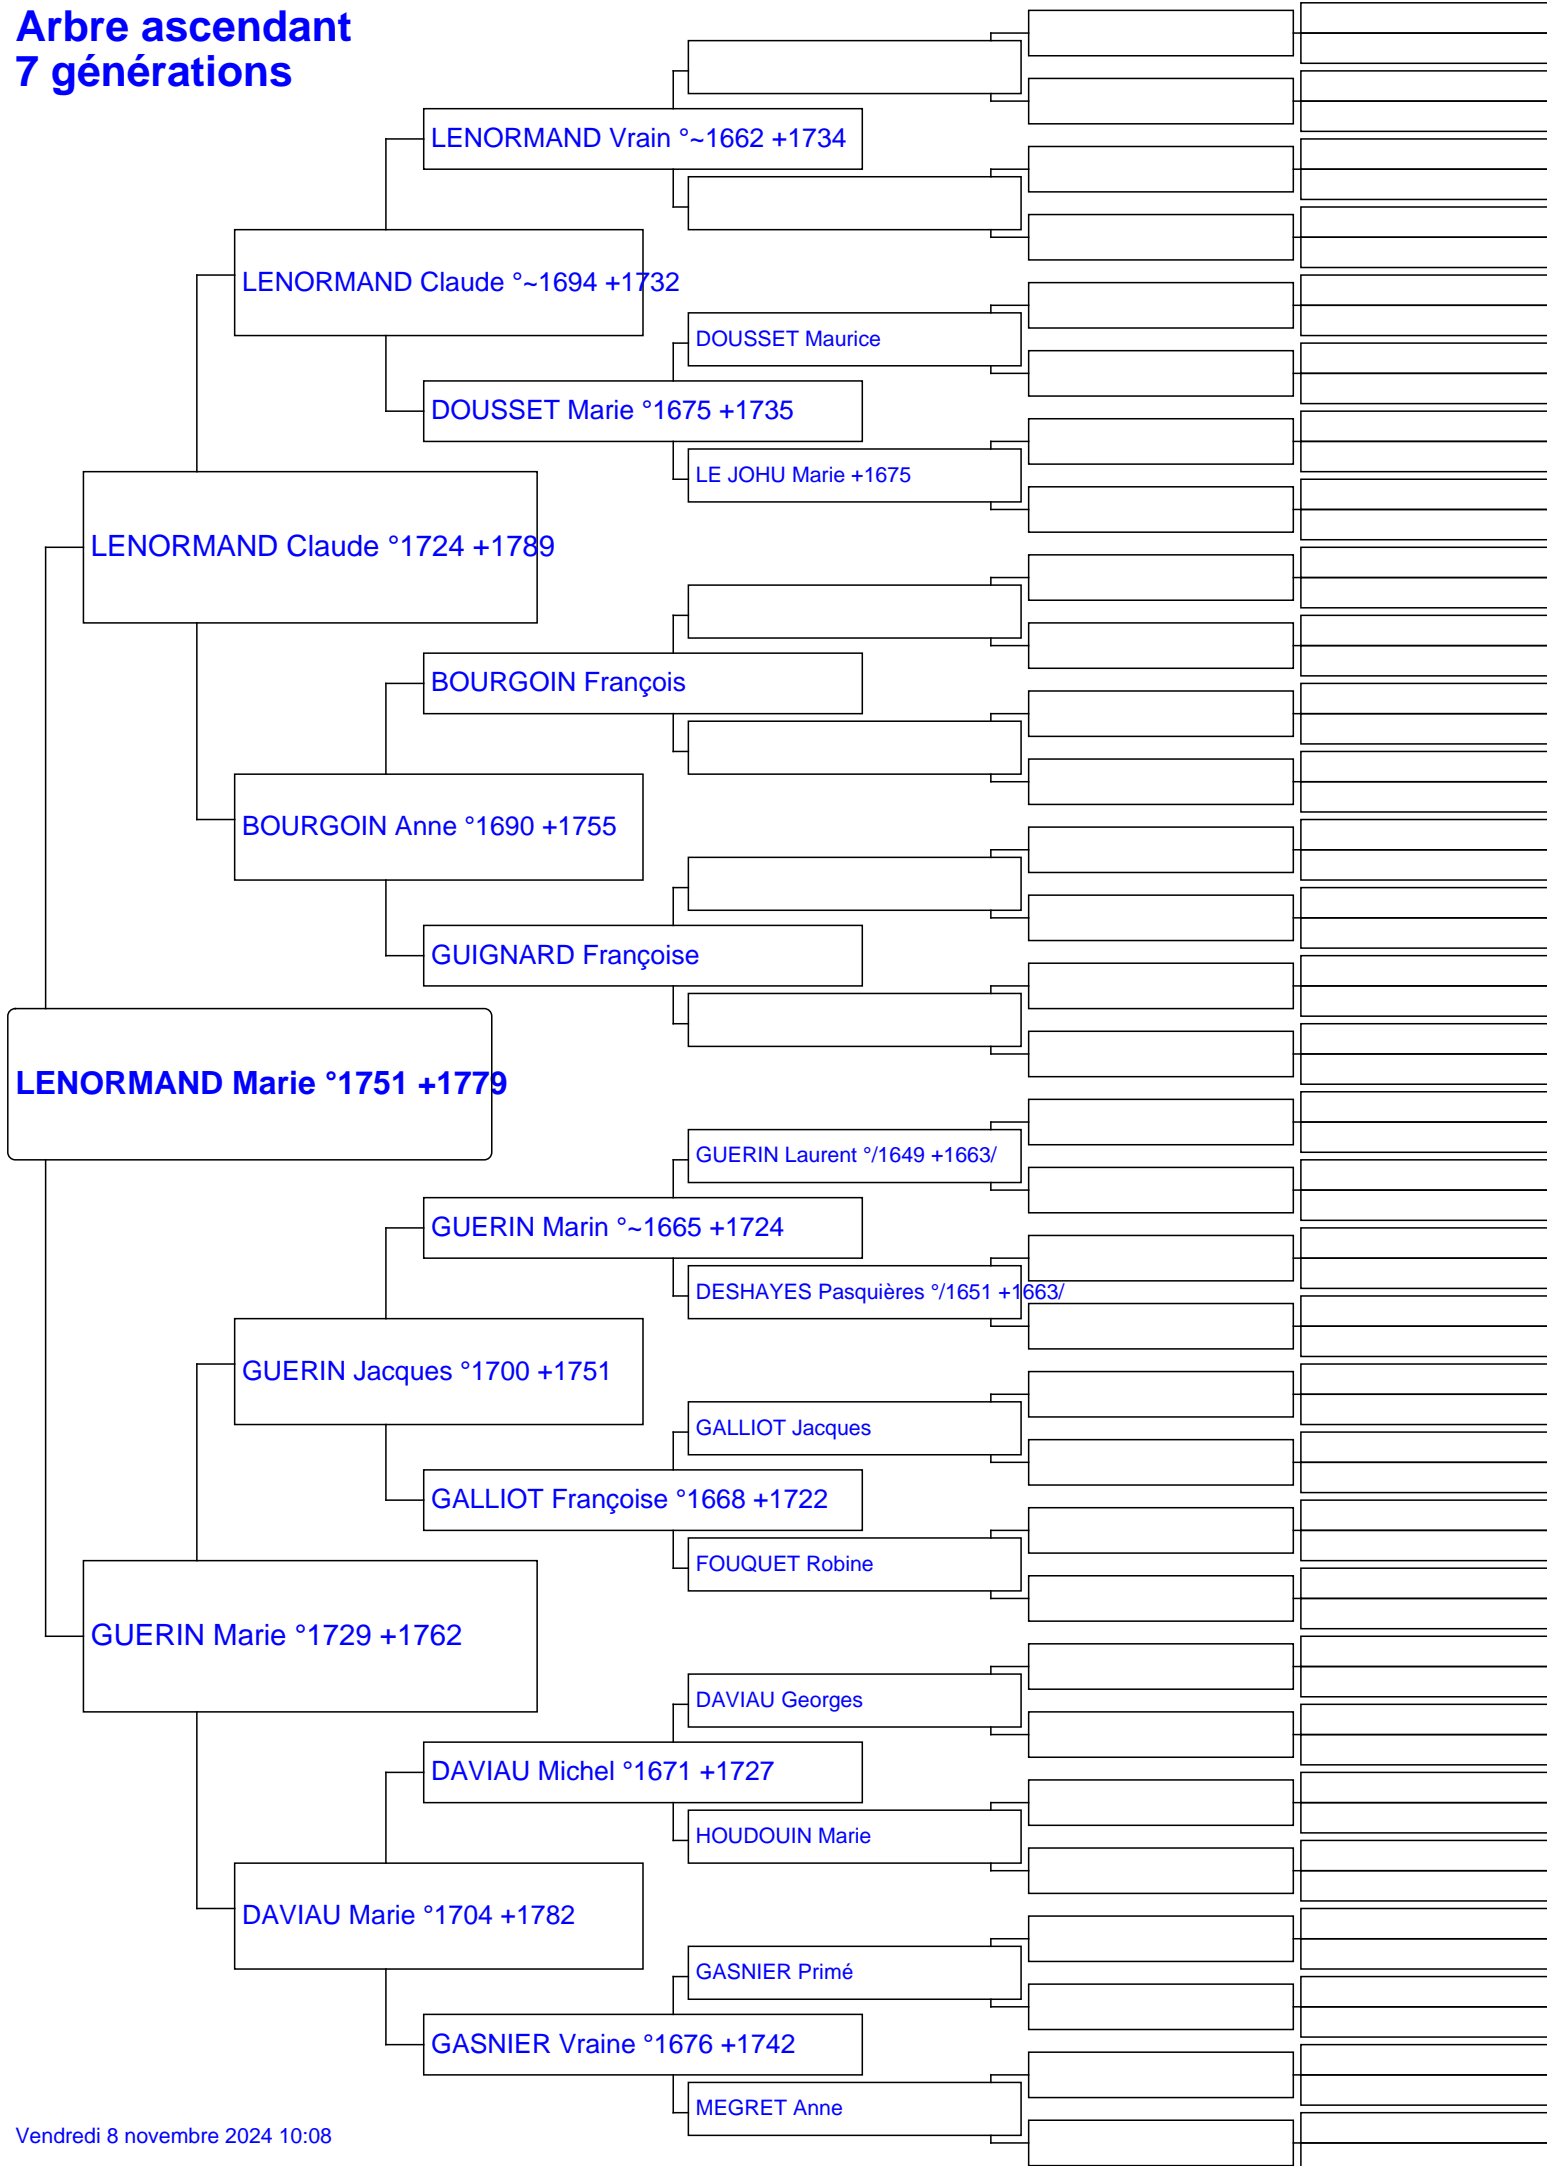 Arbre ascendant
7 générations
LENORMAND Vrain °~1662 +1734
LENORMAND Claude °~1694 +1732
DOUSSET Maurice
DOUSSET Marie °1675 +1735
LE JOHU Marie +1675
LENORMAND Claude °1724 +1789
BOURGOIN François
BOURGOIN Anne °1690 +1755
GUIGNARD Françoise
LENORMAND Marie °1751 +1779
GUERIN Laurent °/1649 +1663/
GUERIN Marin °~1665 +1724
DESHAYES Pasquières °/1651 +1663/
GUERIN Jacques °1700 +1751
GALLIOT Jacques
GALLIOT Françoise °1668 +1722
FOUQUET Robine
GUERIN Marie °1729 +1762
DAVIAU Georges
DAVIAU Michel °1671 +1727
HOUDOUIN Marie
DAVIAU Marie °1704 +1782
GASNIER Primé
GASNIER Vraine °1676 +1742
MEGRET Anne
Vendredi 8 novembre 2024 10:08